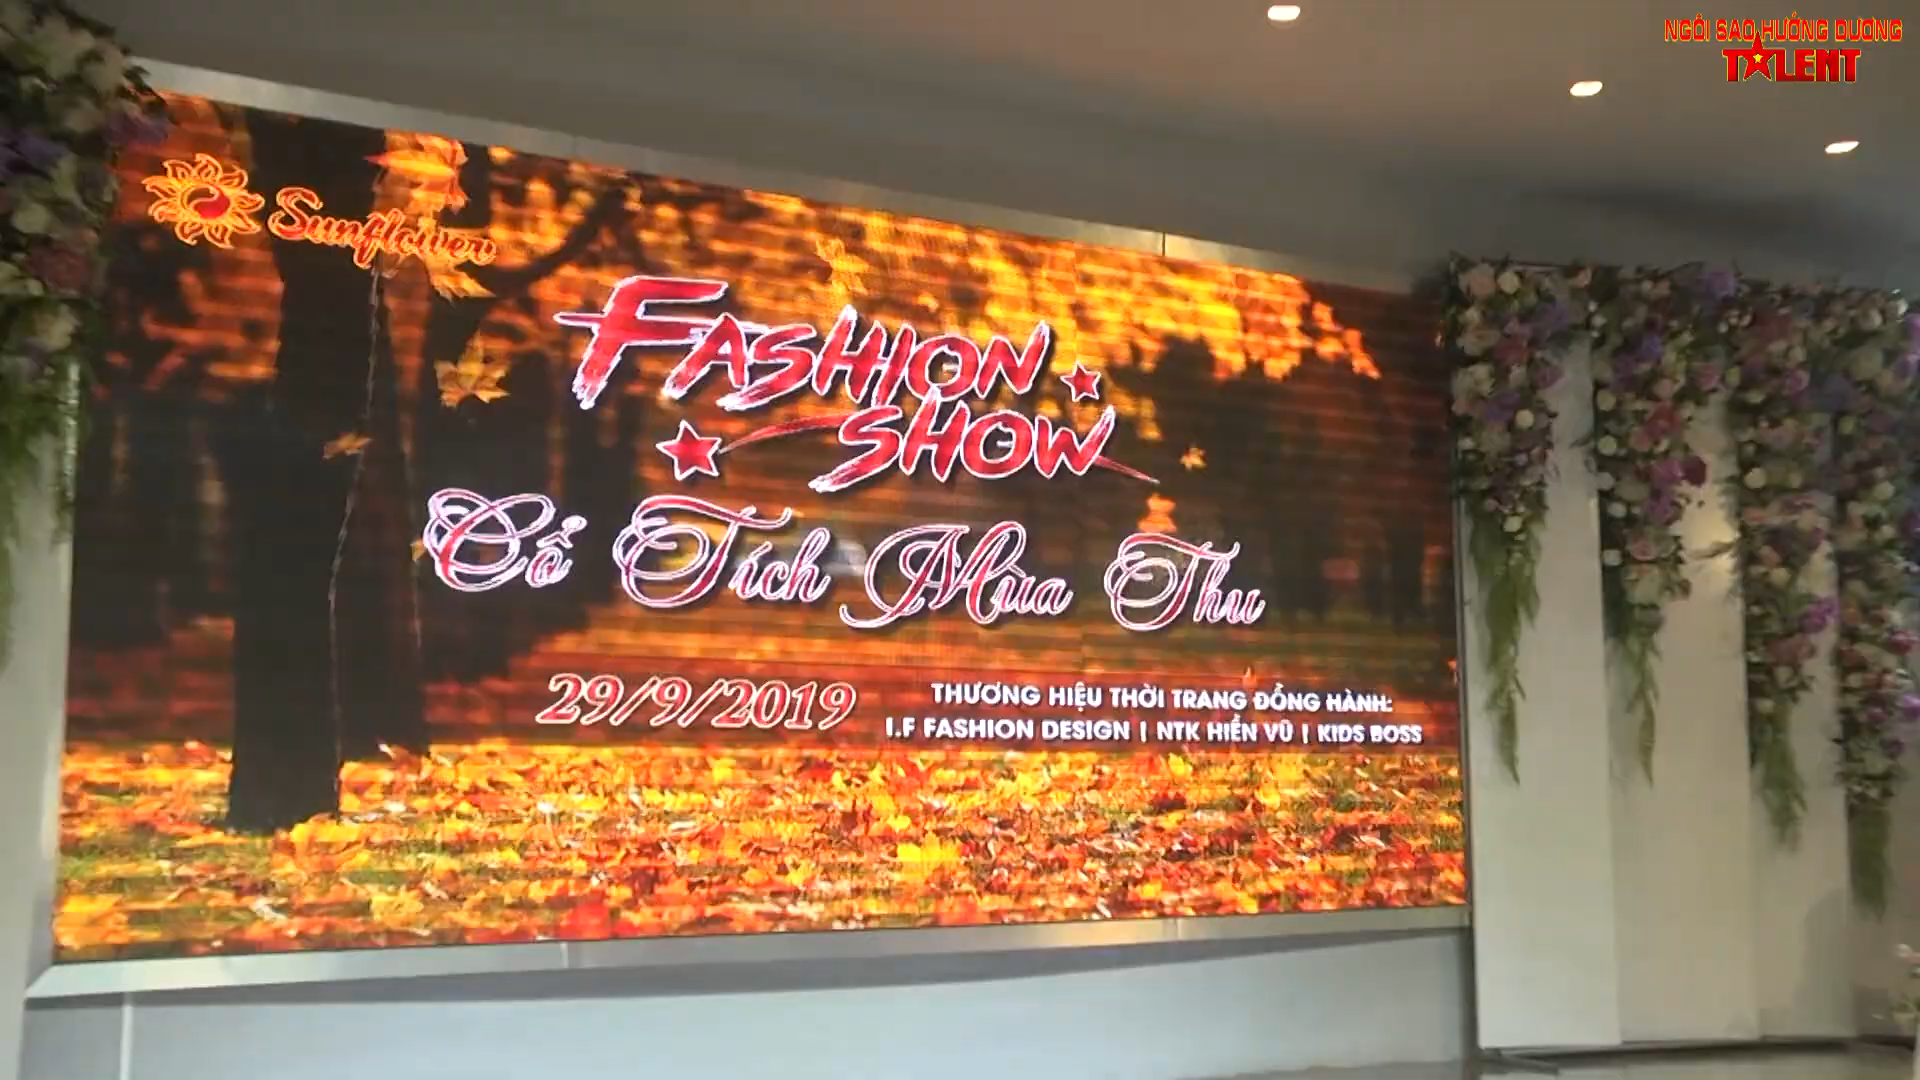 NGÔI SAO HƯỚNG DƯƠNG
TALENT
Sunflower
FASHION
SHOW
Cổ Tích Mùa Thu
29/9/2019
THƯƠNG HIỆU THỜI TRANG ĐỒNG HÀNH:
I.F FASHION DESIGN | NTK HIỀN VŨ | KIDS BOSS